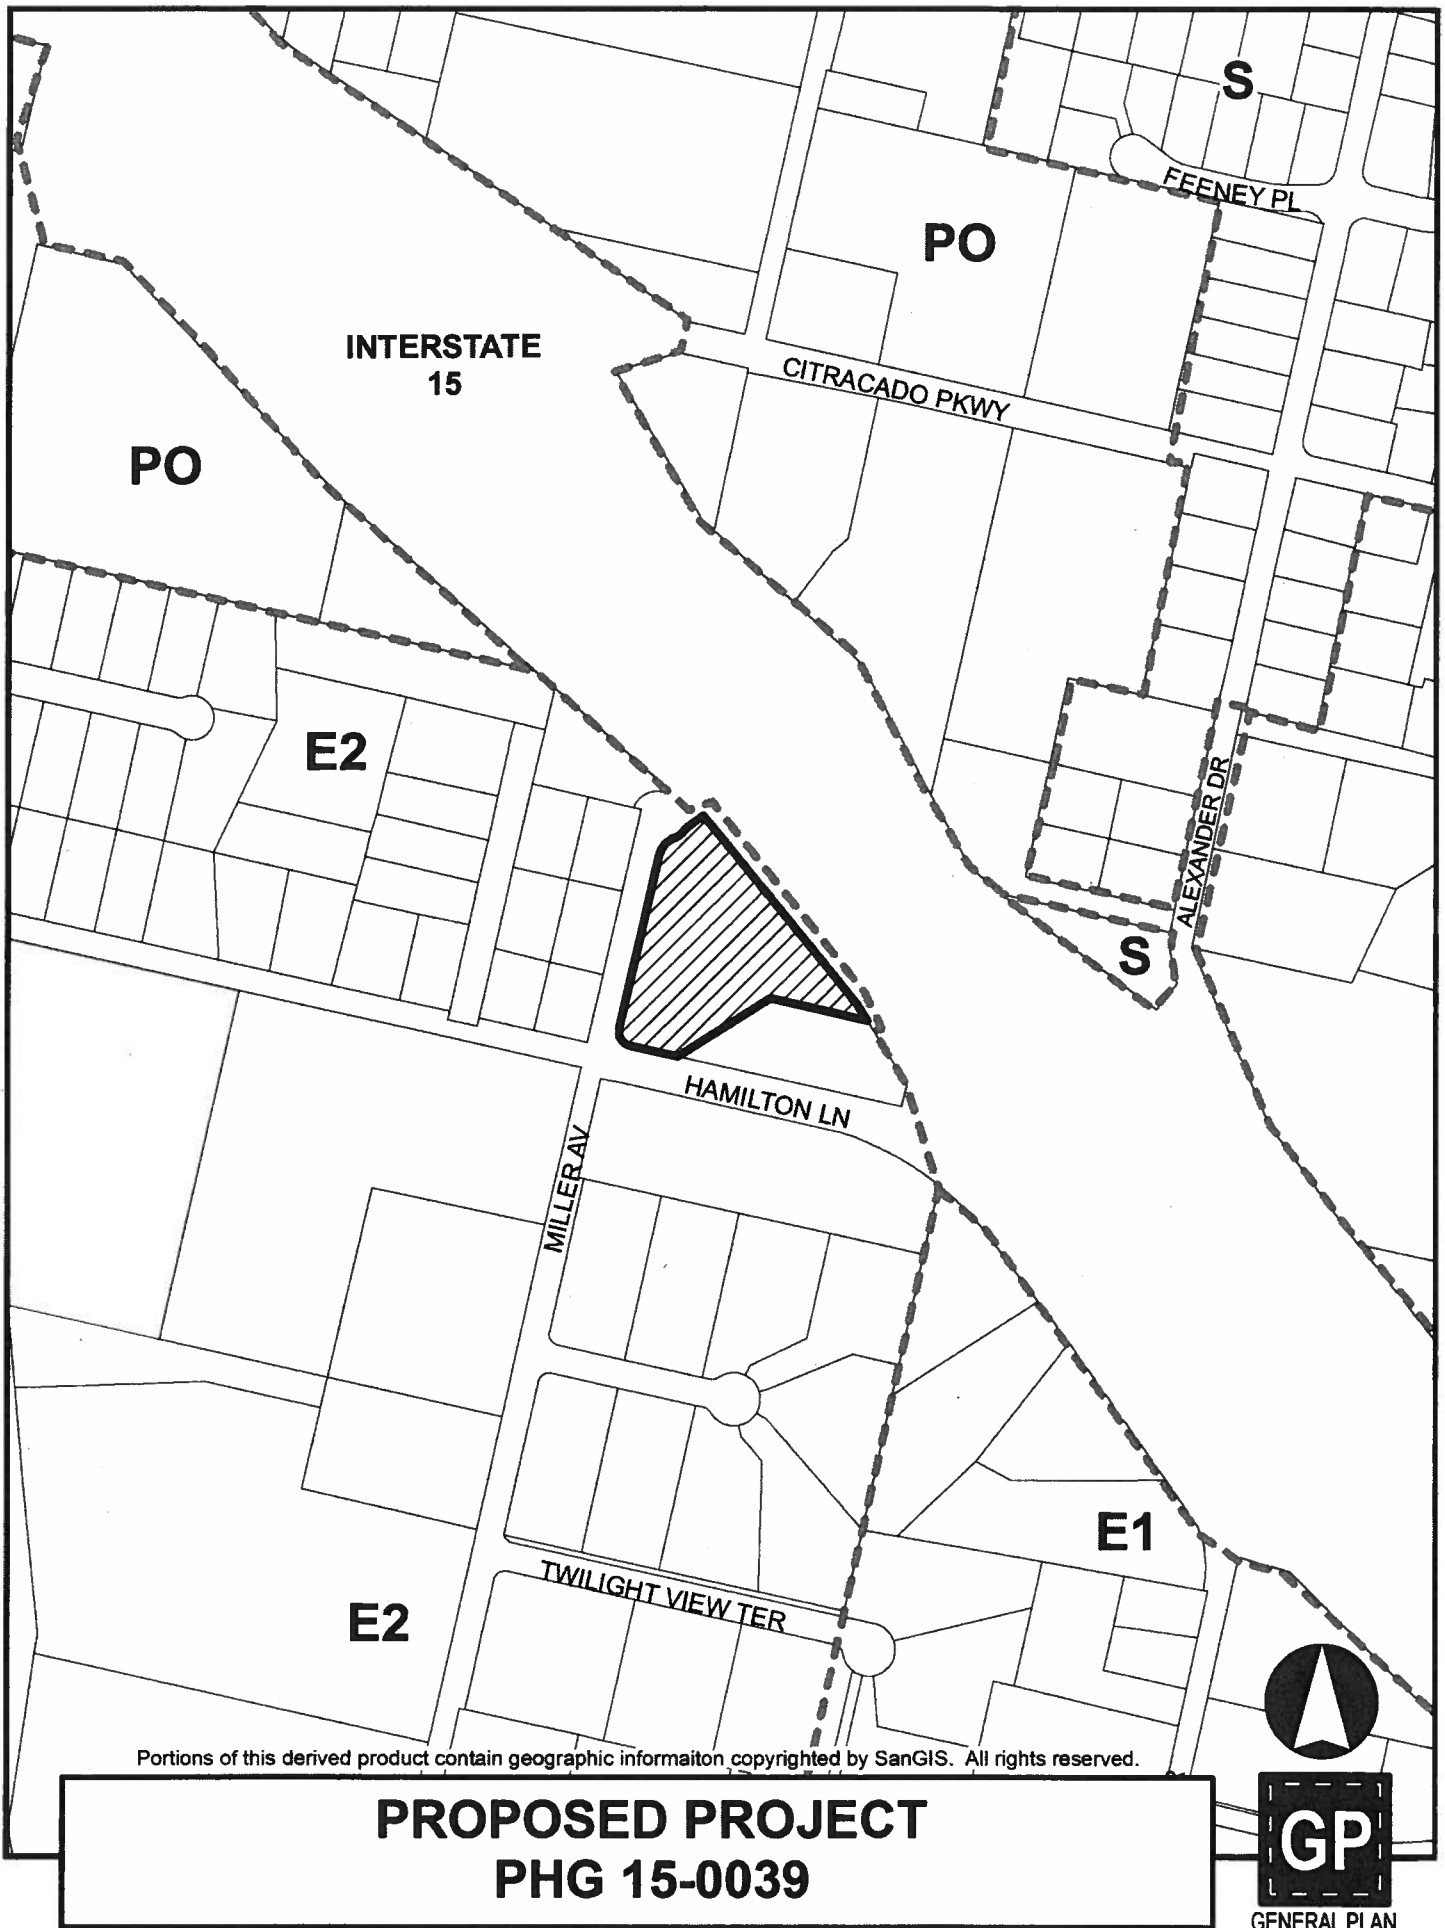 S
FEENEY PL
PO
INTERSTATE
15
CITRACADO PKWY
PO
E2
ALEXANDER DR
S
HAMILTON LN
MILLER AV
E1
TWILIGHT VIEW TER
E2
Portions of this derived product contain geographic informaiton copyrighted by SanGIS. All rights reserved.
PROPOSED PROJECT
PHG 15-0039
GP
GENERAL PLAN